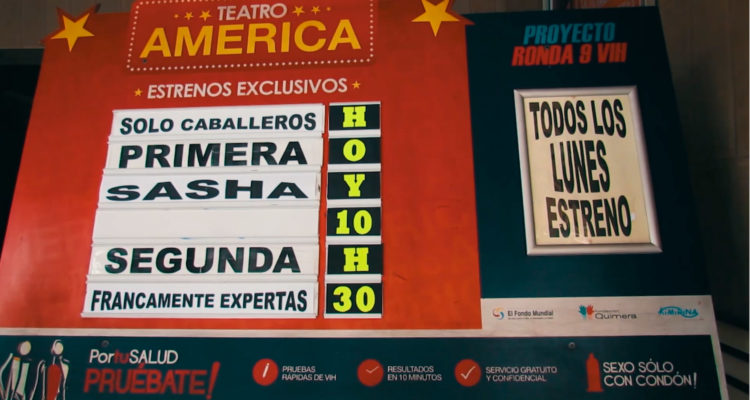 TEATRO
AMERICA
ESTRENOS EXCLUSIVOS
SOLO CABALLEROS H
PRIMERA O
SASHA Y
10
SEGUNDA H
FRANCAMENTE EXPERTAS 30
PROYECTO
RONDA 9 VIH
TODOS LOS
LUNES
ESTRENO
El Fondo Mundial
Quimera
KIMIRINA
Por tu SALUD
PRUÉBATE!
PRUEBAS
RAPIDAS DE VIH
RESULTADOS
EN 10 MINUTOS
SERVICIO GRATUITO
Y CONFIDENCIAL
SEXO SÓLO
CON CONDÓN!